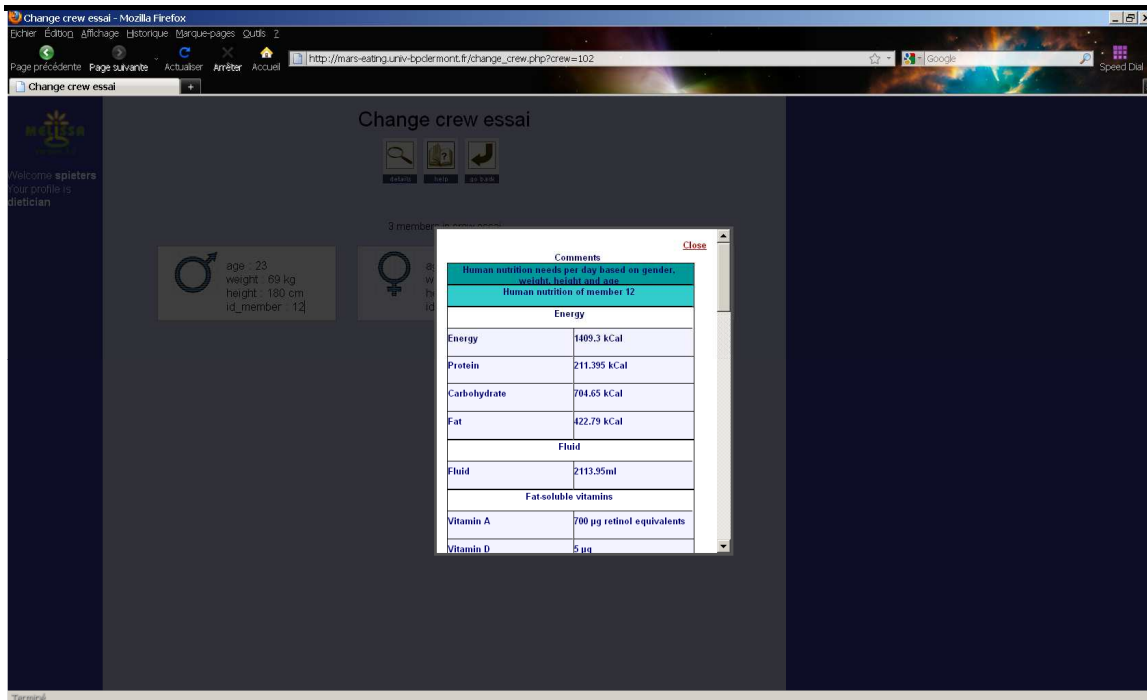 Change crew essai - Mozilla Firefox
Fichier Édition Affichage Historique Marque-pages Outils ?
Page précédente Page suivante Actualiser Arrêter Accueil
http://mars-eating.univ-bpclermont.fr/change_crew.php?crew=102
Google
Speed Dial
Change crew essai
MELISSA
Welcome spieters
Your profile is
dietician
Change crew essai
details help go back
3 members in crew essai
age : 23
weight : 69 kg
height : 180 cm
id_member : 12
Close
Comments
Human nutrition needs per day based on gender,
weight, height and age
Human nutrition of member 12
Energy
Energy 1409.3 kCal
Protein 211.395 kCal
Carbohydrate 704.65 kCal
Fat 422.79 kCal
Fluid
Fluid 2113.95ml
Fat-soluble vitamins
Vitamin A 700 µg retinol equivalents
Vitamin D 5 µg
Terminé